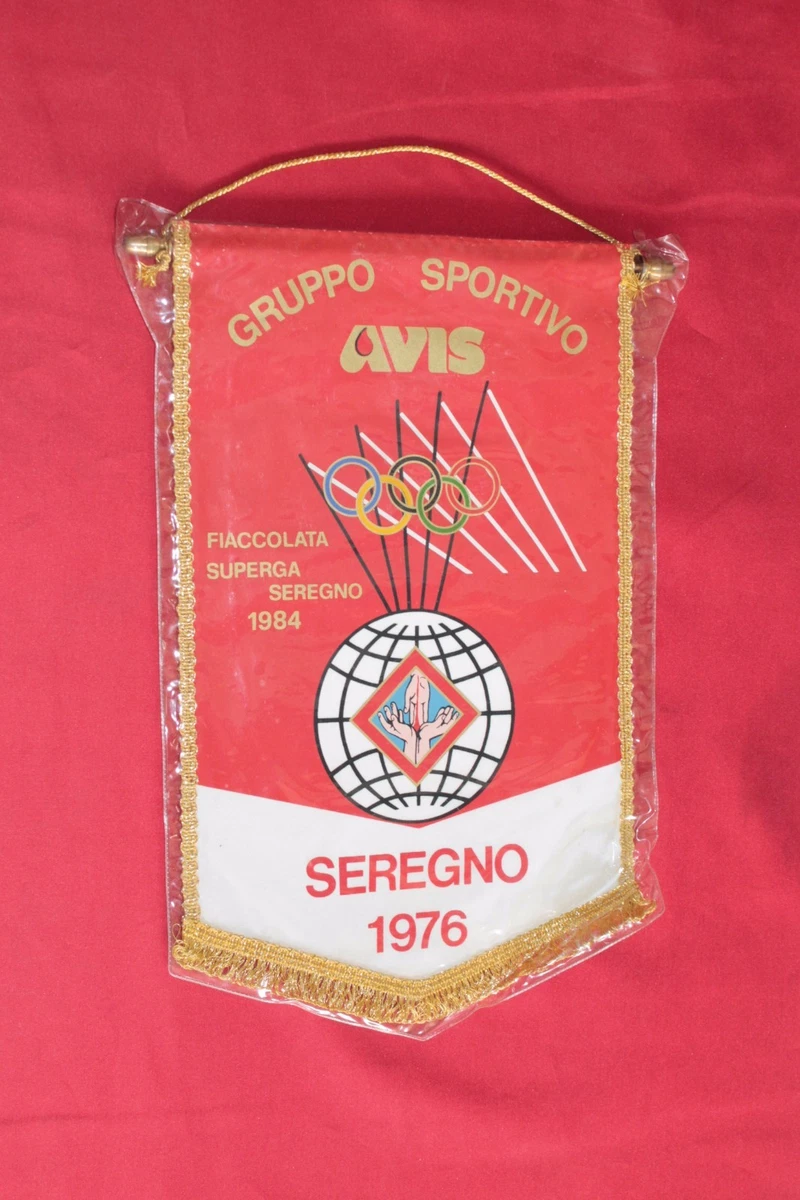 GRUPPO SPORTIVO
AVIS
FIACCOLATA
SUPERGA
SEREGNO
1984
SEREGNO
1976